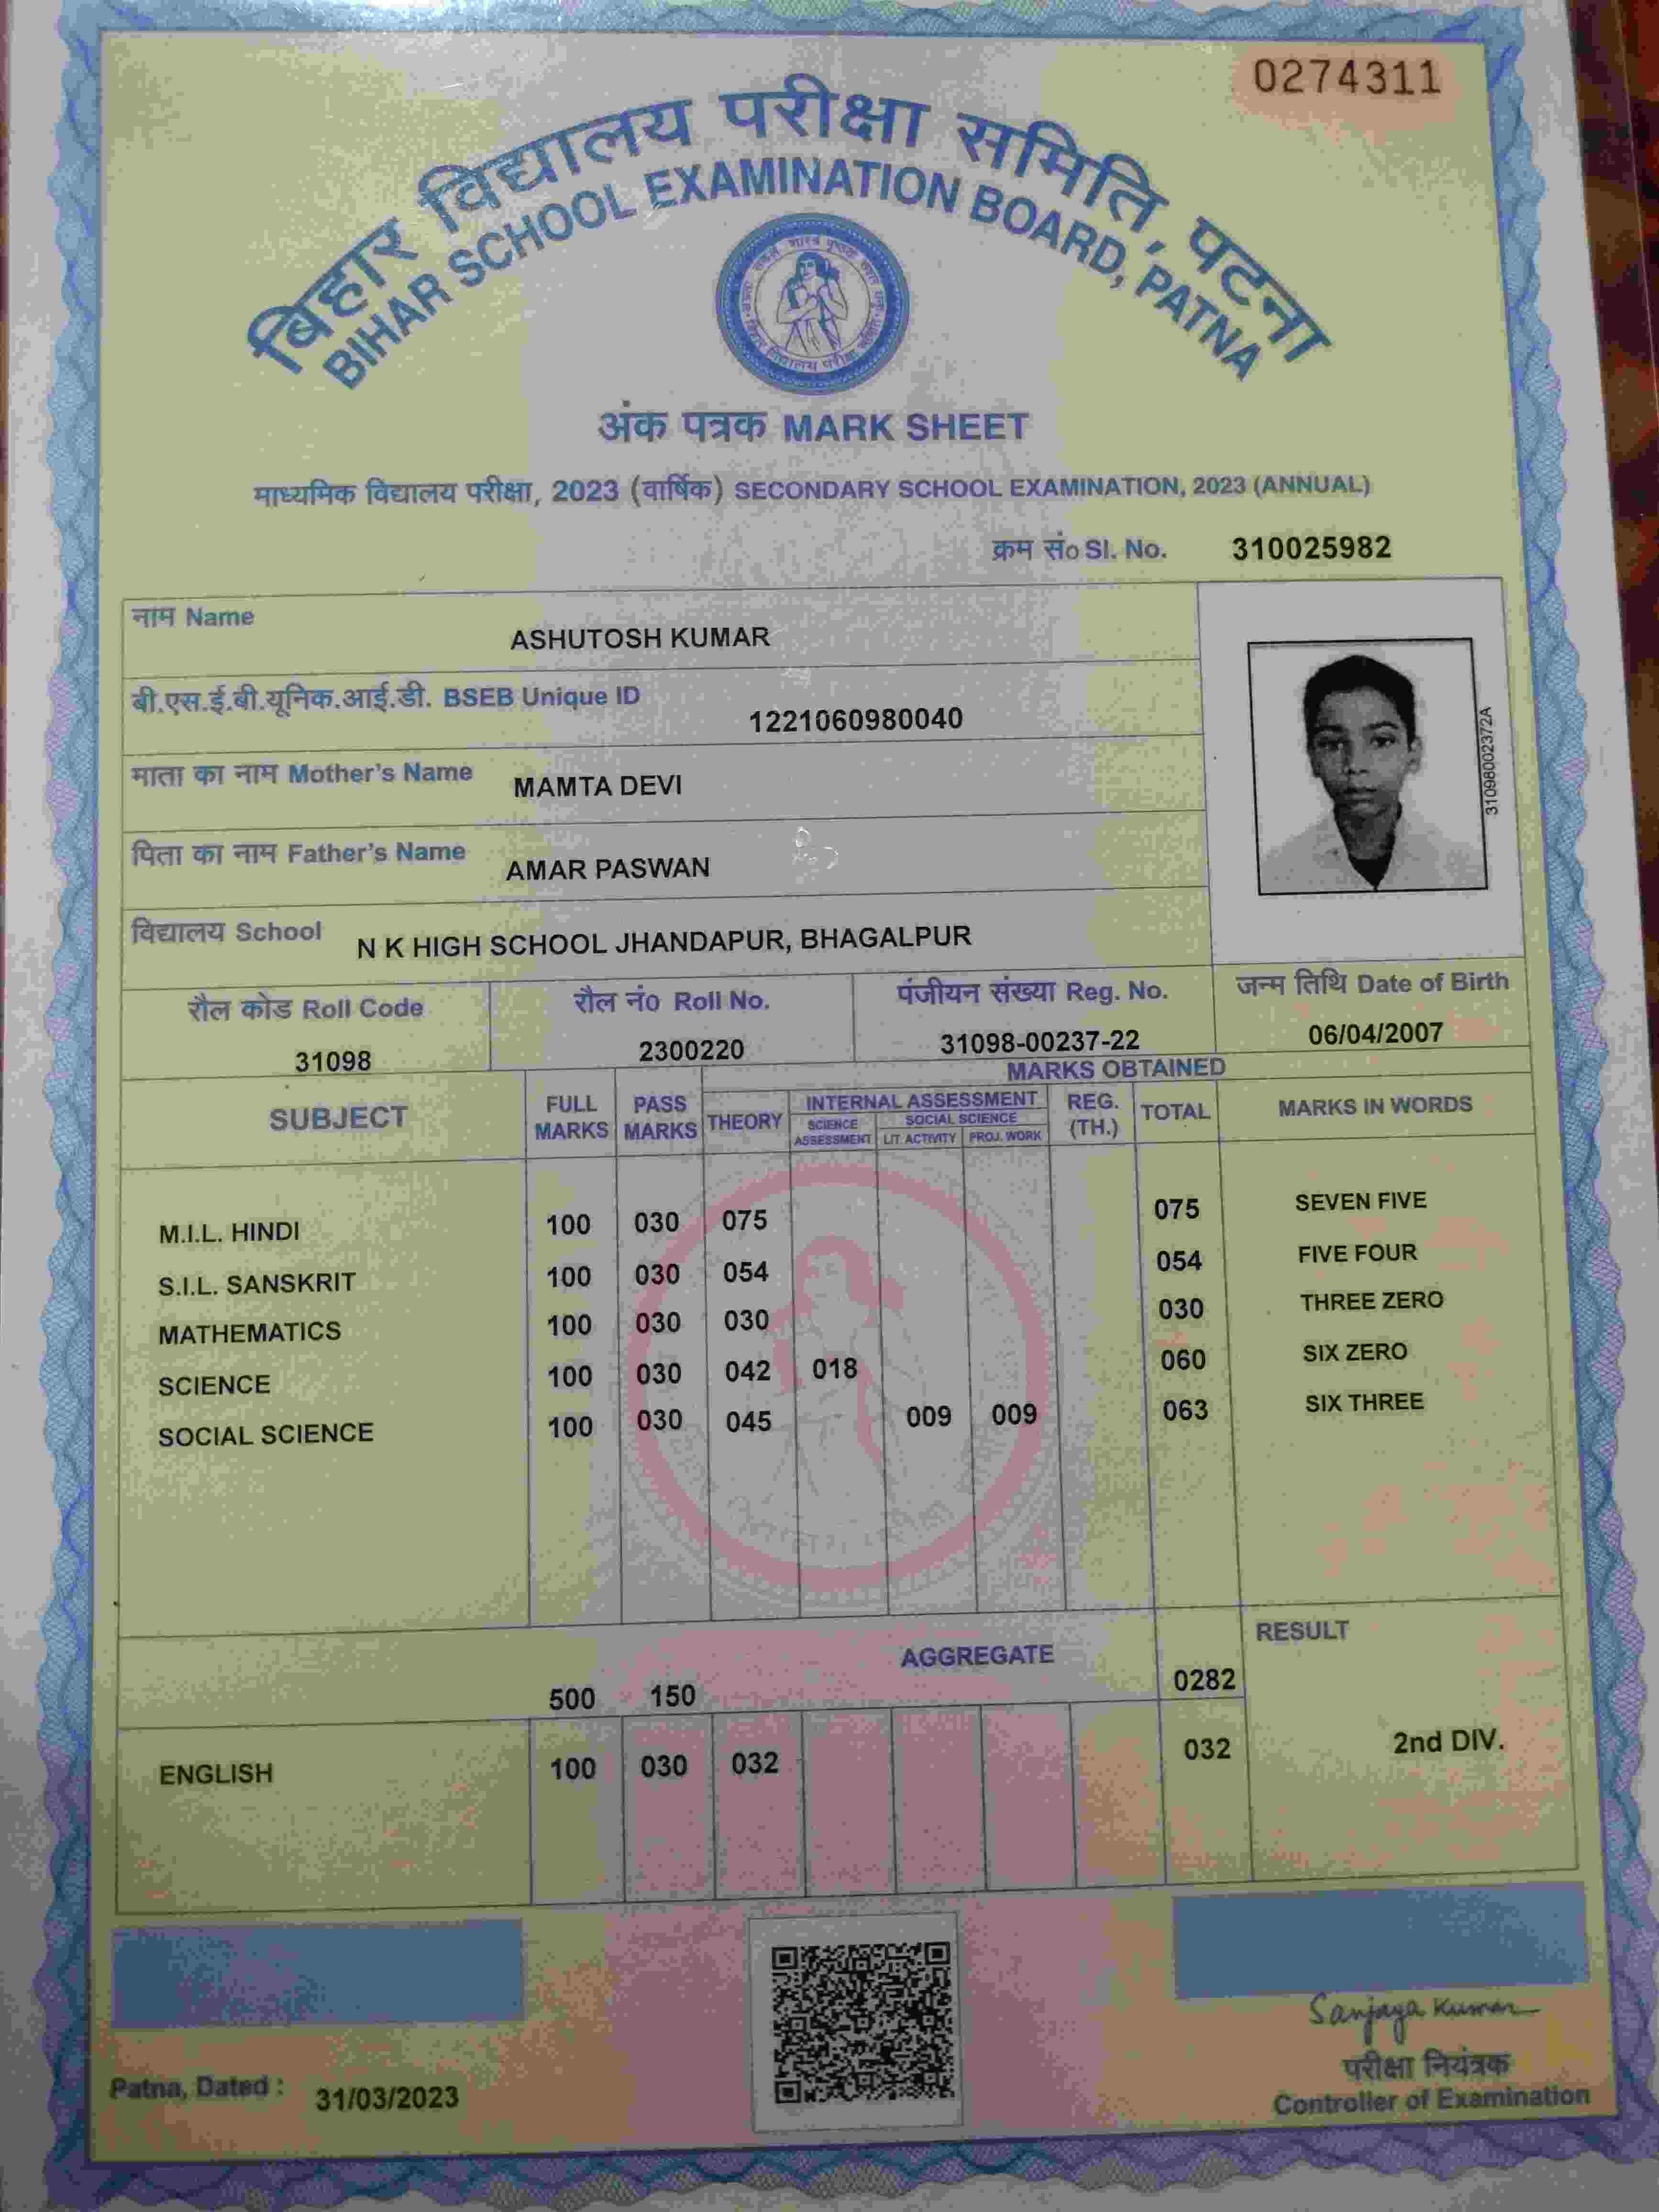 0274311
बिहार विद्यालय परीक्षा समिति, पटना
BIHAR SCHOOL EXAMINATION BOARD, PATNA
अंक पत्रक MARK SHEET
माध्यमिक विद्यालय परीक्षा, 2023 (वार्षिक) SECONDARY SCHOOL EXAMINATION, 2023 (ANNUAL)
क्रम सं० Sl. No. 310025982
नाम Name ASHUTOSH KUMAR
बी.एस.ई.बी.यूनिक.आई.डी. BSEB Unique ID 1221060980040
माता का नाम Mother's Name MAMTA DEVI
पिता का नाम Father's Name AMAR PASWAN
विद्यालय School N K HIGH SCHOOL JHANDAPUR, BHAGALPUR
31098002372A
रौल कोड Roll Code रौल नं० Roll No. पंजीयन संख्या Reg. No. जन्म तिथि Date of Birth
31098 2300220 31098-00237-22 06/04/2007
MARKS OBTAINED
SUBJECT FULL MARKS PASS MARKS THEORY INTERNAL ASSESSMENT REG. (TH.) TOTAL MARKS IN WORDS
SCIENCE ASSESSMENT SOCIAL SCIENCE LIT. ACTIVITY PROJ. WORK
M.I.L. HINDI 100 030 075 075 SEVEN FIVE
S.I.L. SANSKRIT 100 030 054 054 FIVE FOUR
MATHEMATICS 100 030 030 030 THREE ZERO
SCIENCE 100 030 042 018 060 SIX ZERO
SOCIAL SCIENCE 100 030 045 009 009 063 SIX THREE
AGGREGATE RESULT
500 150 0282
ENGLISH 100 030 032 032 2nd DIV.
Sanjaya Kumar
परीक्षा नियंत्रक
Controller of Examination
Patna, Dated : 31/03/2023